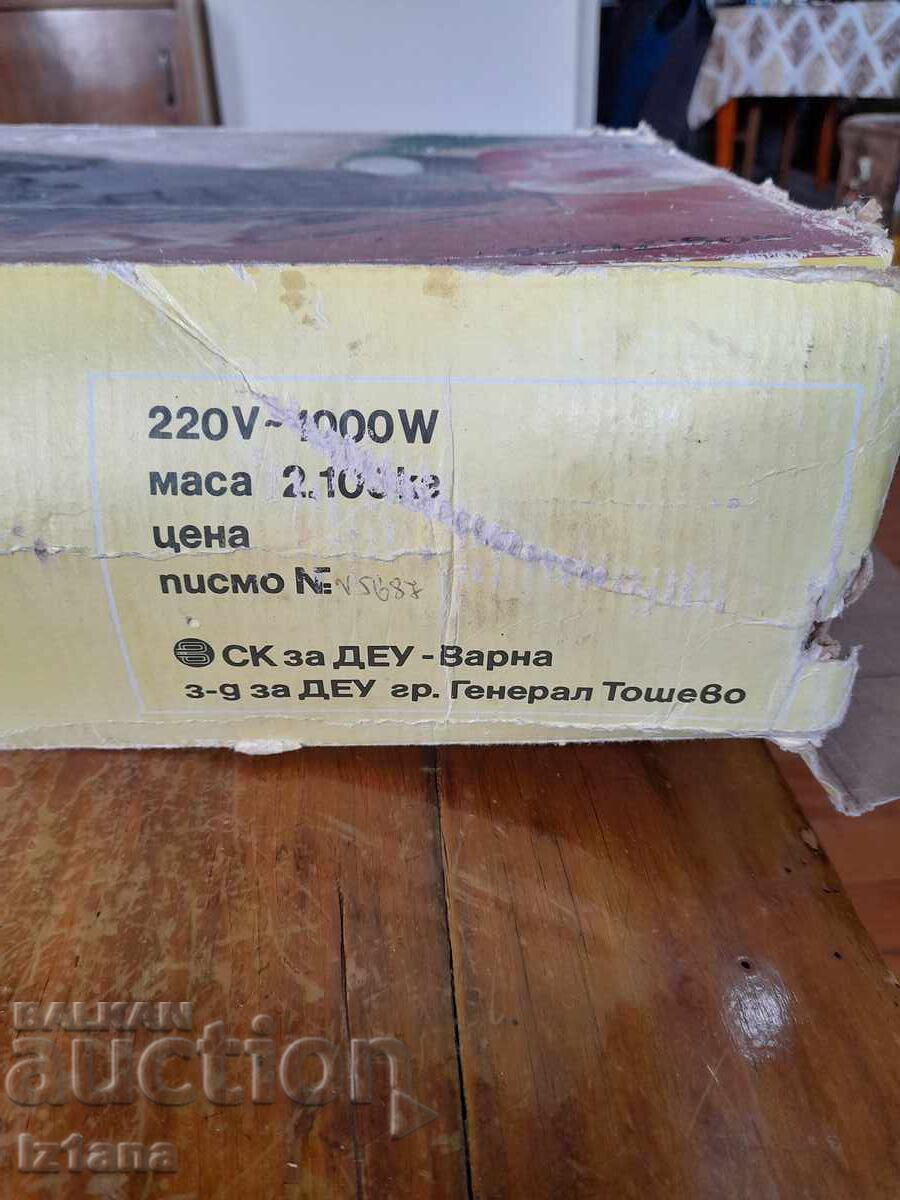 220V~1000W
маса 2.100кг
цена
писмо №
СК за ДЕУ - Варна
з-д за ДЕУ гр. Генерал Тошево
BALKAN
auction
iz1ana